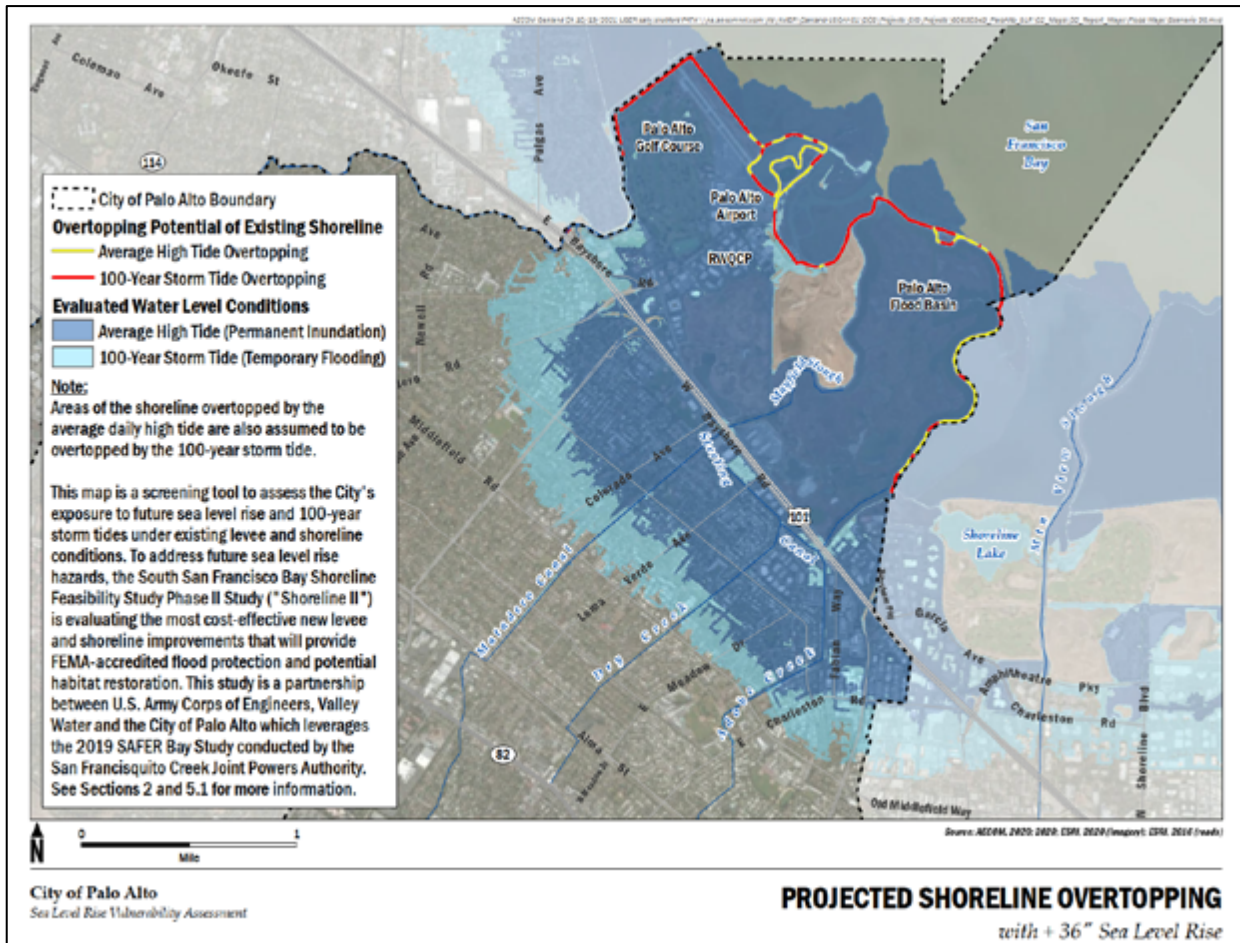 Coleman Ave
Okefe St
Palgas Ave
114
San
Francisco
Bay
Palo Alto
Golf Course
Palo Alto
Airport
RWQCP
Palo Alto
Flood Basin
City of Palo Alto Boundary
Overtopping Potential of Existing Shoreline
Average High Tide Overtopping
100-Year Storm Tide Overtopping
Evaluated Water Level Conditions
Average High Tide (Permanent Inundation)
100-Year Storm Tide (Temporary Flooding)
Note:
Areas of the shoreline overtopped by the
average daily high tide are also assumed to be
overtopped by the 100-year storm tide.
This map is a screening tool to assess the City's
exposure to future sea level rise and 100-year
storm tides under existing levee and shoreline
conditions. To address future sea level rise
hazards, the South San Francisco Bay Shoreline
Feasibility Study Phase II Study ("Shoreline II")
is evaluating the most cost-effective new levee
and shoreline improvements that will provide
FEMA-accredited flood protection and potential
habitat restoration. This study is a partnership
between U.S. Army Corps of Engineers, Valley
Water and the City of Palo Alto which leverages
the 2019 SAFER Bay Study conducted by the
San Francisquito Creek Joint Powers Authority.
See Sections 2 and 5.1 for more information.
E Bayshore Rd
Newell Rd
Middlefield Rd
Mayfield Slough
W Bayshore Rd
Sterling Canal
Colorado Ave
101
Matadero Canal
Loma Verde Ave
Dry Creek
E Meadow Dr
Adobe Creek
Fabian Way
E Charleston Rd
Alma St
82
Shoreline
Lake
Mtn View Slough
Garcia Ave
Amphitheatre Pky
Charleston Rd
N Shoreline Blvd
Old Middlefield Way
N
0 1
Mile
Source: AECOM, 2020; 2020; ESRI, 2020 (imagery); ESRI, 2016 (roads)
City of Palo Alto
Sea Level Rise Vulnerability Assessment
PROJECTED SHORELINE OVERTOPPING
with + 36" Sea Level Rise